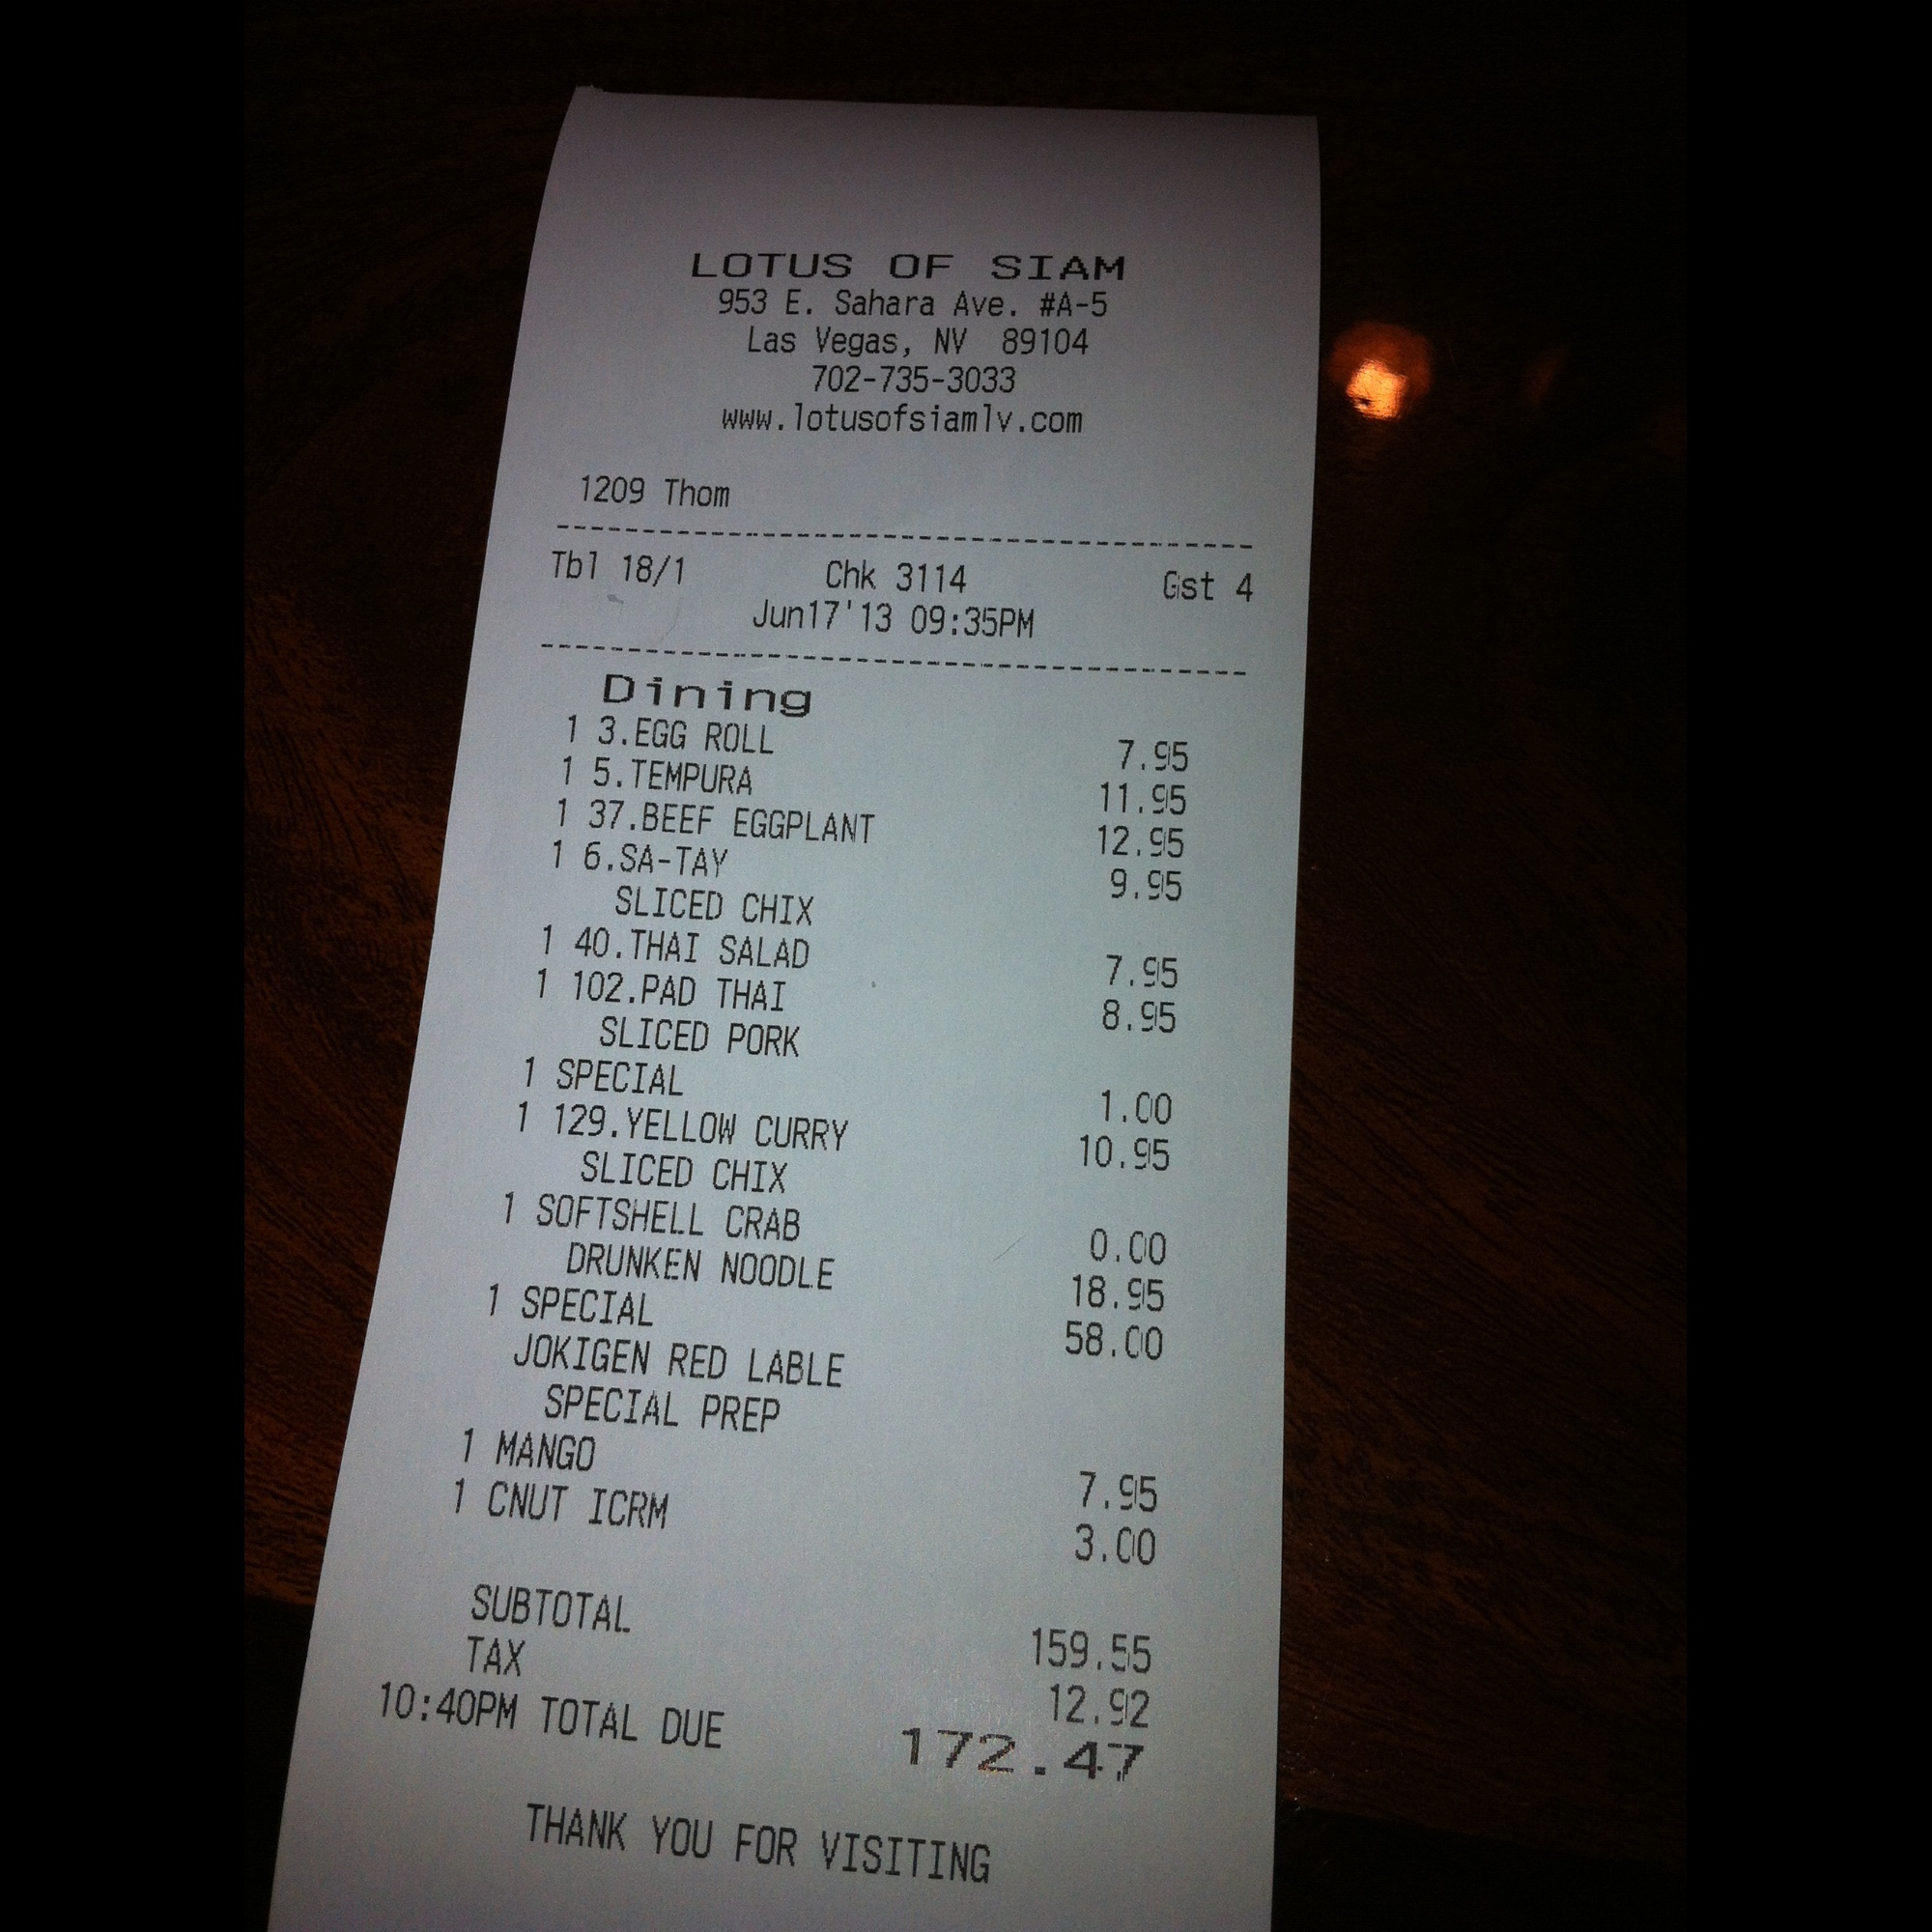 LOTUS OF SIAM
953 E. Sahara Ave. #A-5
Las Vegas, NV 89104
702-735-3033
www.lotusofsiamlv.com
1209 Thom
Tbl 18/1 Chk 3114 Gst 4
Jun17'13 09:35PM
Dining
1 3.EGG ROLL 7.95
1 5.TEMPURA 11.95
1 37.BEEF EGGPLANT 12.95
1 6.SA-TAY 9.95
SLICED CHIX
1 40.THAI SALAD 7.95
1 102.PAD THAI 8.95
SLICED PORK
1 SPECIAL 1.00
1 129.YELLOW CURRY 10.95
SLICED CHIX
1 SOFTSHELL CRAB 0.00
DRUNKEN NOODLE 18.95
1 SPECIAL 58.00
JOKIGEN RED LABLE
SPECIAL PREP
1 MANGO 7.95
1 CNUT ICRM 3.00
SUBTOTAL 159.55
TAX 12.92
10:40PM TOTAL DUE 172.47
THANK YOU FOR VISITING